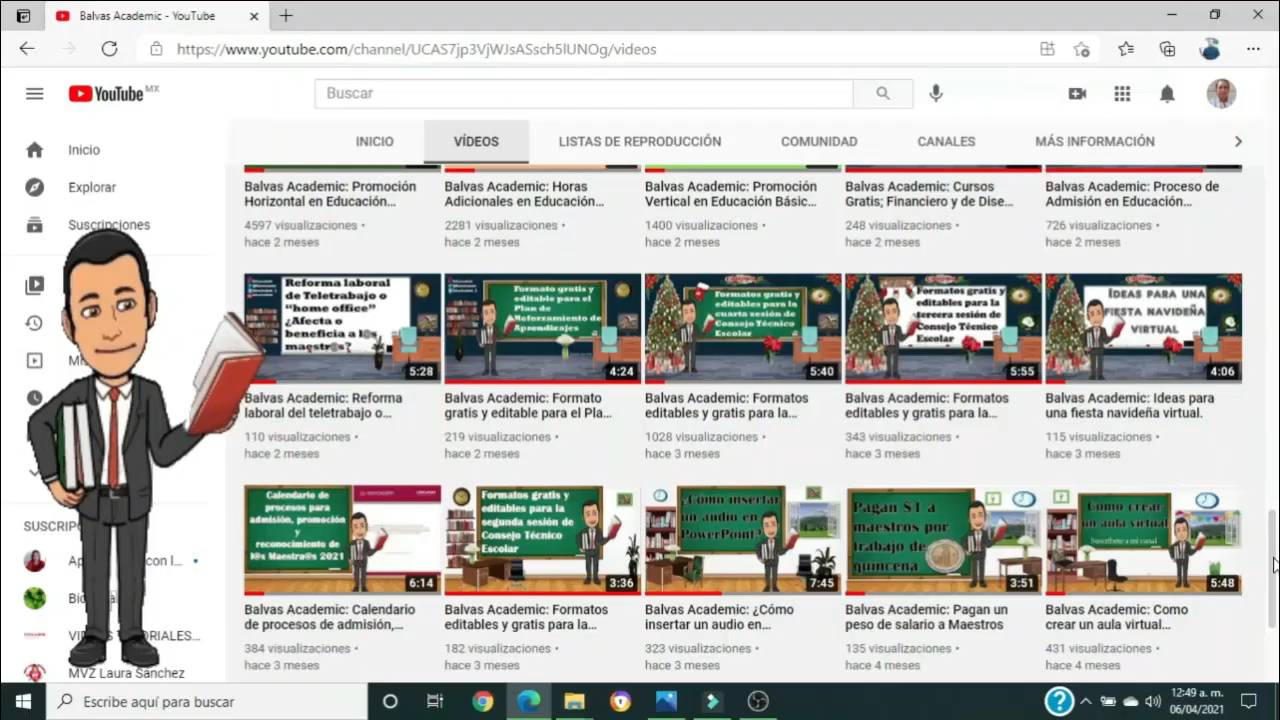 Balvas Academic - YouTube
https://www.youtube.com/channel/UCAS7jp3VjWJsASsch5lUNOg/videos
YouTube MX
Buscar
INICIO
VÍDEOS
LISTAS DE REPRODUCCIÓN
COMUNIDAD
CANALES
MÁS INFORMACIÓN
Inicio
Explorar
Suscripciones
SUSCRIP
con l...
VI
RIALES...
MVZ Laura Sánchez
Balvas Academic: Promoción
Horizontal en Educación...
4597 visualizaciones •
hace 2 meses
Balvas Academic: Horas
Adicionales en Educación...
2281 visualizaciones •
hace 2 meses
Balvas Academic: Promoción
Vertical en Educación Básic...
1400 visualizaciones •
hace 2 meses
Balvas Academic: Cursos
Gratis; Financiero y de Dise...
248 visualizaciones •
hace 2 meses
Balvas Academic: Proceso de
Admisión en Educación...
726 visualizaciones •
hace 2 meses
Reforma laboral
de Teletrabajo o
"home office"
¿Afecta o
beneficia a l@s
maestr@s?
5:28
Balvas Academic: Reforma
laboral del teletrabajo o...
110 visualizaciones •
hace 2 meses
Formato gratis y
editable para el
Plan de
Reforzamiento de
Aprendizajes
4:24
Balvas Academic: Formato
gratis y editable para el Pla...
219 visualizaciones •
hace 2 meses
Formatos gratis y
editables para la
cuarta sesión de
Consejo Técnico
Escolar
5:40
Balvas Academic: Formatos
editables y gratis para la...
1028 visualizaciones •
hace 3 meses
Formatos gratis y
editables para la
tercera sesión de
Consejo Técnico
Escolar
5:55
Balvas Academic: Formatos
editables y gratis para la...
343 visualizaciones •
hace 3 meses
IDEAS PARA UNA
FIESTA NAVIDEÑA
VIRTUAL
4:06
Balvas Academic: Ideas para
una fiesta navideña virtual.
115 visualizaciones •
hace 3 meses
Calendario de
procesos para
admisión, promoción
y
reconocimiento de
l@s Maestr@s 2021
6:14
Balvas Academic: Calendario
de procesos de admisión,...
384 visualizaciones •
hace 3 meses
Formatos gratis y
editables para la
segunda sesión de
Consejo Técnico
Escolar
3:36
Balvas Academic: Formatos
editables y gratis para la...
182 visualizaciones •
hace 3 meses
¿Como insertar
un audio en
PowerPoint?
7:45
Balvas Academic: ¿Cómo
insertar un audio en...
323 visualizaciones •
hace 3 meses
Pagan $1 a
maestros por
trabajo de
quincena
3:51
Balvas Academic: Pagan un
peso de salario a Maestros
135 visualizaciones •
hace 4 meses
Como crear
un aula virtual
Suscríbete a mi canal
5:48
Balvas Academic: Como
crear un aula virtual...
431 visualizaciones •
hace 4 meses
Escribe aquí para buscar
12:49 a. m.
06/04/2021